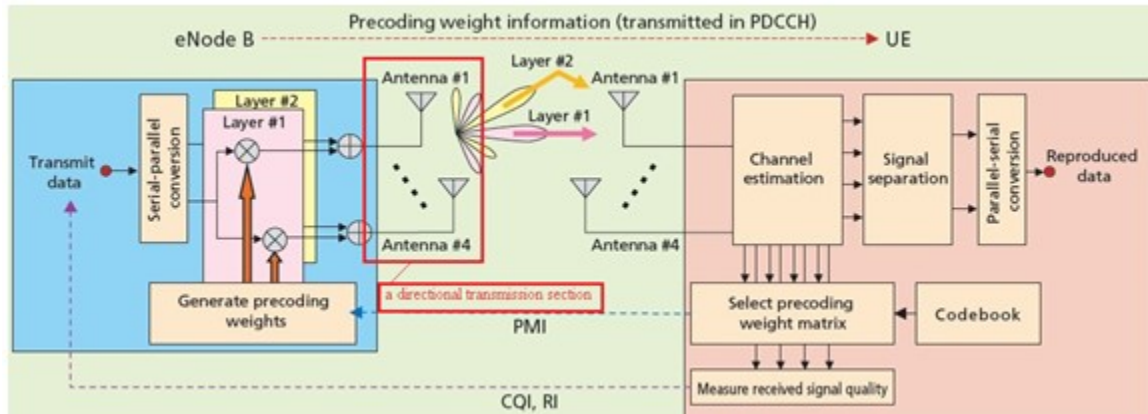 Precoding weight information (transmitted in PDCCH)
eNode B
UE
Layer #2
Antenna #1
Antenna #1
Layer #2
Layer #1
Layer #1
Transmit
data
Serial-parallel
conversion
Channel
estimation
Signal
separation
Parallel-serial
conversion
Reproduced
data
Antenna #4
Antenna #4
a directional transmission section
Generate precoding
weights
PMI
Select precoding
weight matrix
Codebook
Measure received signal quality
CQI, RI